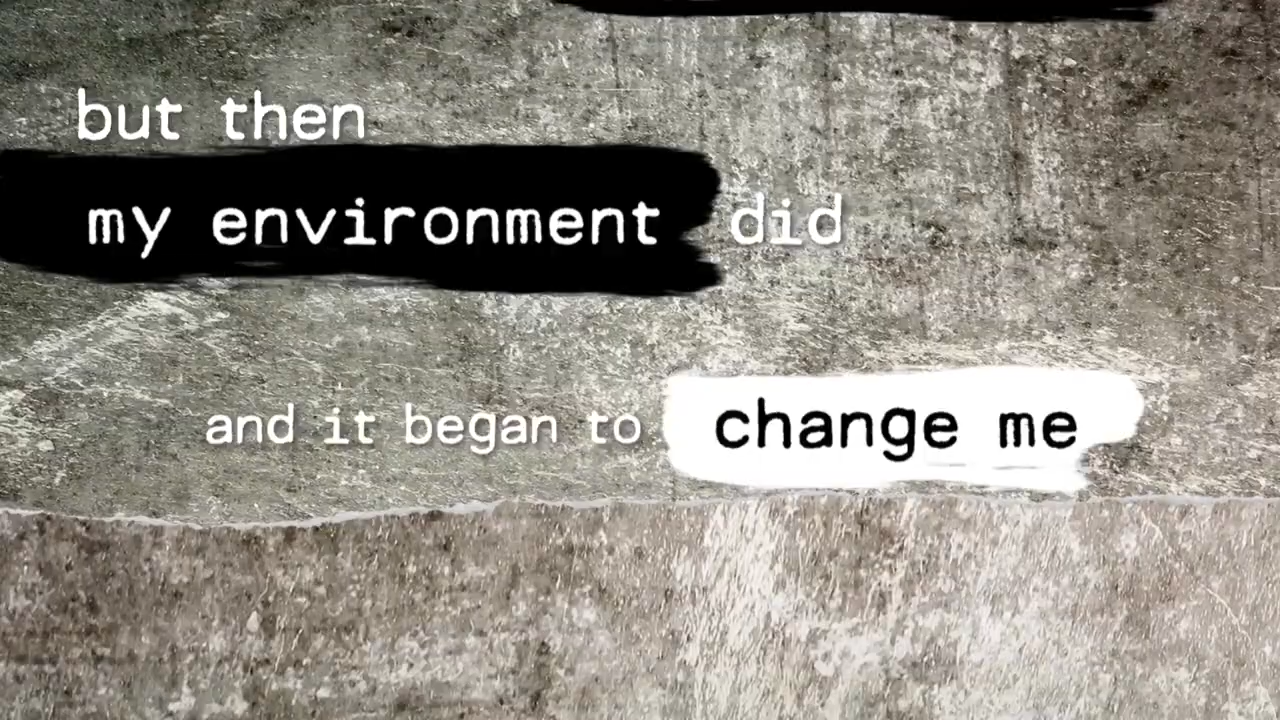 but then
my environment did
and it began to change me